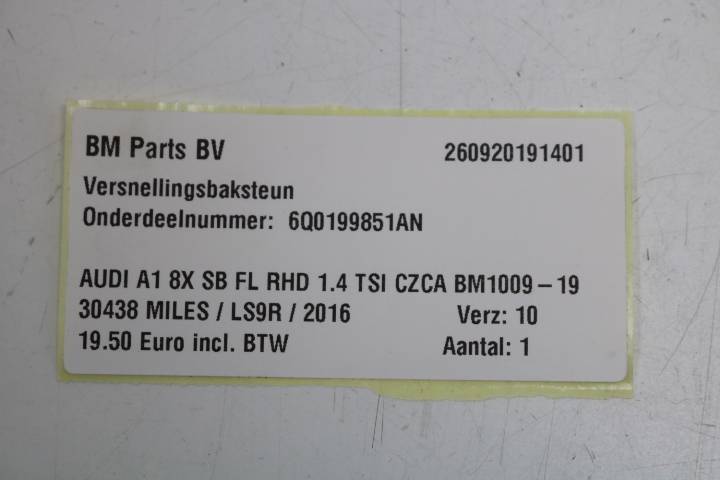 BM Parts BV 260920191401
Versnellingsbaksteun
Onderdeelnummer: 6Q0199851AN
AUDI A1 8X SB FL RHD 1.4 TSI CZCA BM1009 – 19
30438 MILES / LS9R / 2016 Verz: 10
19.50 Euro incl. BTW Aantal: 1